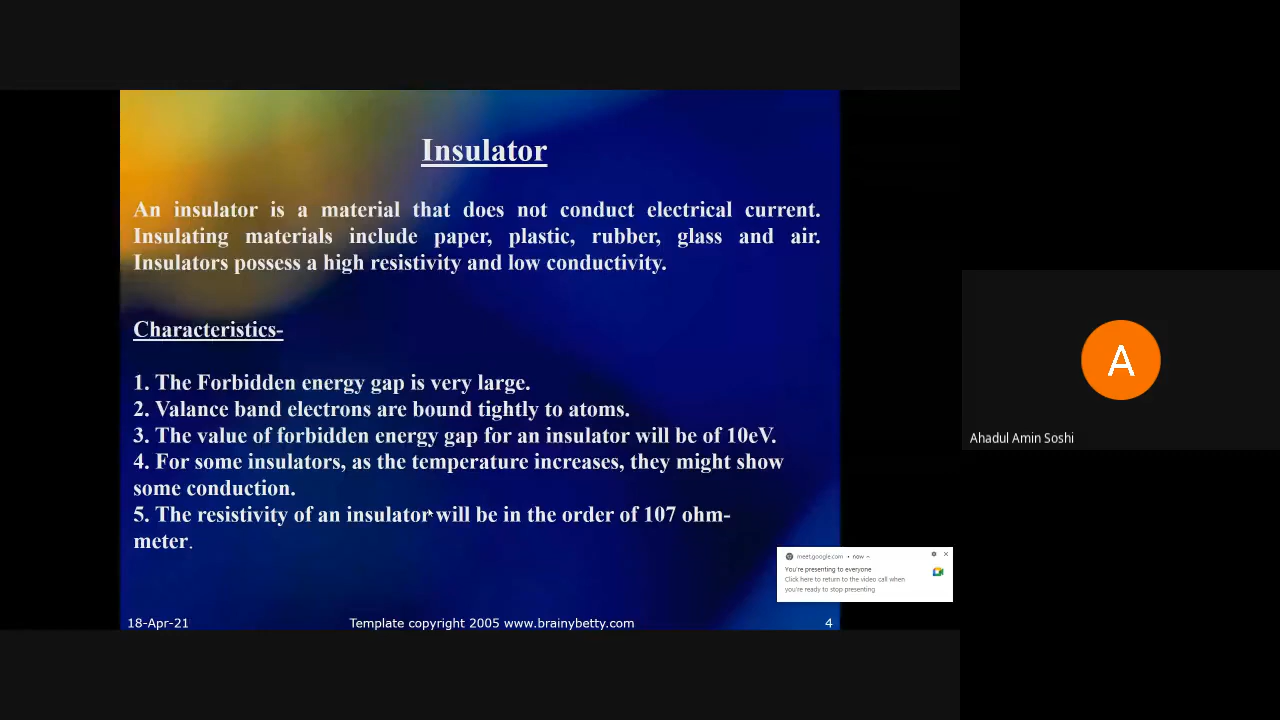 Insulator
An insulator is a material that does not conduct electrical current.
Insulating materials include paper, plastic, rubber, glass and air.
Insulators possess a high resistivity and low conductivity.
Characteristics-
1. The Forbidden energy gap is very large.
2. Valance band electrons are bound tightly to atoms.
3. The value of forbidden energy gap for an insulator will be of 10eV.
4. For some insulators, as the temperature increases, they might show
some conduction.
5. The resistivity of an insulator will be in the order of 107 ohm-
meter.
18-Apr-21
Template copyright 2005 www.brainybetty.com
4
meet.google.com • now
You're presenting to everyone
Click here to return to the video call when
you're ready to stop presenting
A
Ahadul Amin Soshi